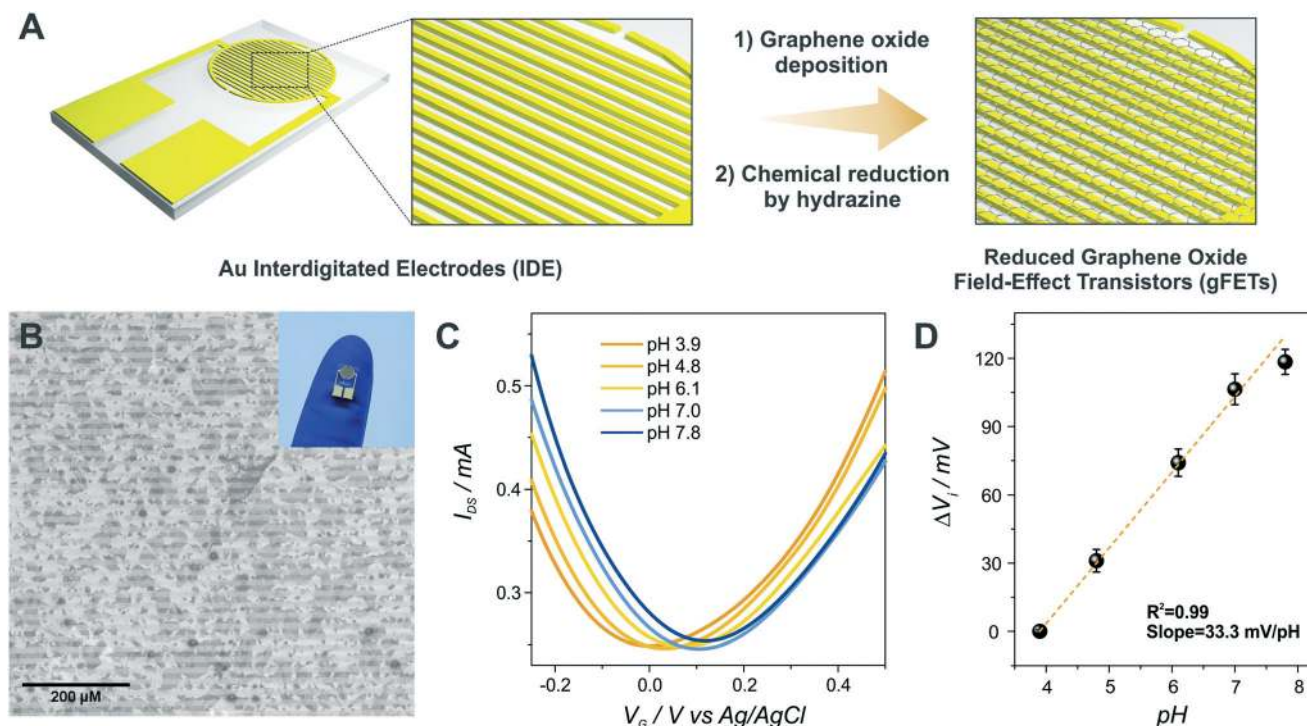 A
1) Graphene oxide
deposition
2) Chemical reduction
by hydrazine
Au Interdigitated Electrodes (IDE)
Reduced Graphene Oxide
Field-Effect Transistors (gFETs)
B
200 µM
C
I_DS / mA
0.5
0.4
0.3
pH 3.9
pH 4.8
pH 6.1
pH 7.0
pH 7.8
-0.2
0.0
0.2
0.4
V_G / V vs Ag/AgCl
D
ΔV_i / mV
120
90
60
30
0
R²=0.99
Slope=33.3 mV/pH
4
5
6
7
8
pH